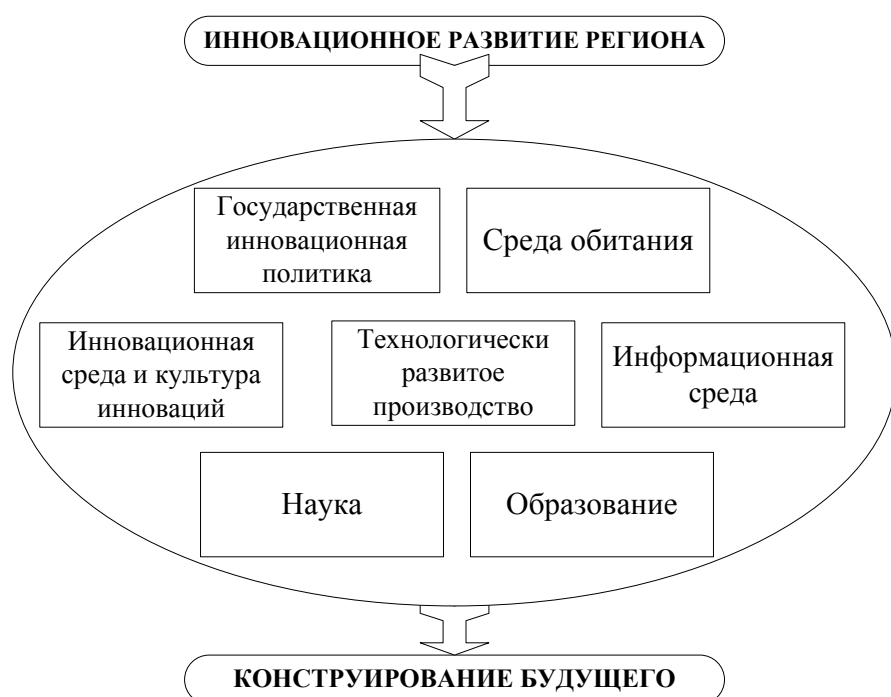 ИННОВАЦИОННОЕ РАЗВИТИЕ РЕГИОНА
Государственная
инновационная
политика
Среда обитания
Инновационная
среда и культура
инноваций
Технологически
развитое
производство
Информационная
среда
Наука
Образование
КОНСТРУИРОВАНИЕ БУДУЩЕГО